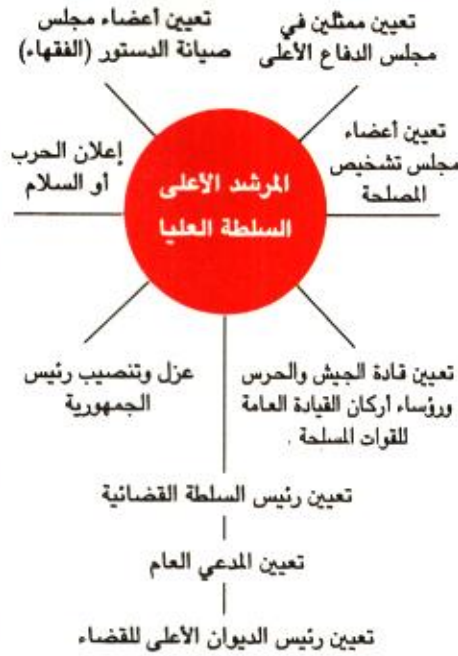 تعيين ممثلين في
مجلس الدفاع الأعلى
تعيين أعضاء مجلس
صيانة الدستور (الفقهاء)
تعيين أعضاء
مجلس تشخيص
المصلحة
المرشد الأعلى
السلطة العليا
إعلان الحرب
أو السلام
تعيين قادة الجيش والحرس
ورؤساء أركان القيادة العامة
للقوات المسلحة .
عزل وتنصيب رئيس
الجمهورية
تعيين رئيس السلطة القضائية
تعيين المدعي العام
تعيين رئيس الديوان الأعلى للقضاء